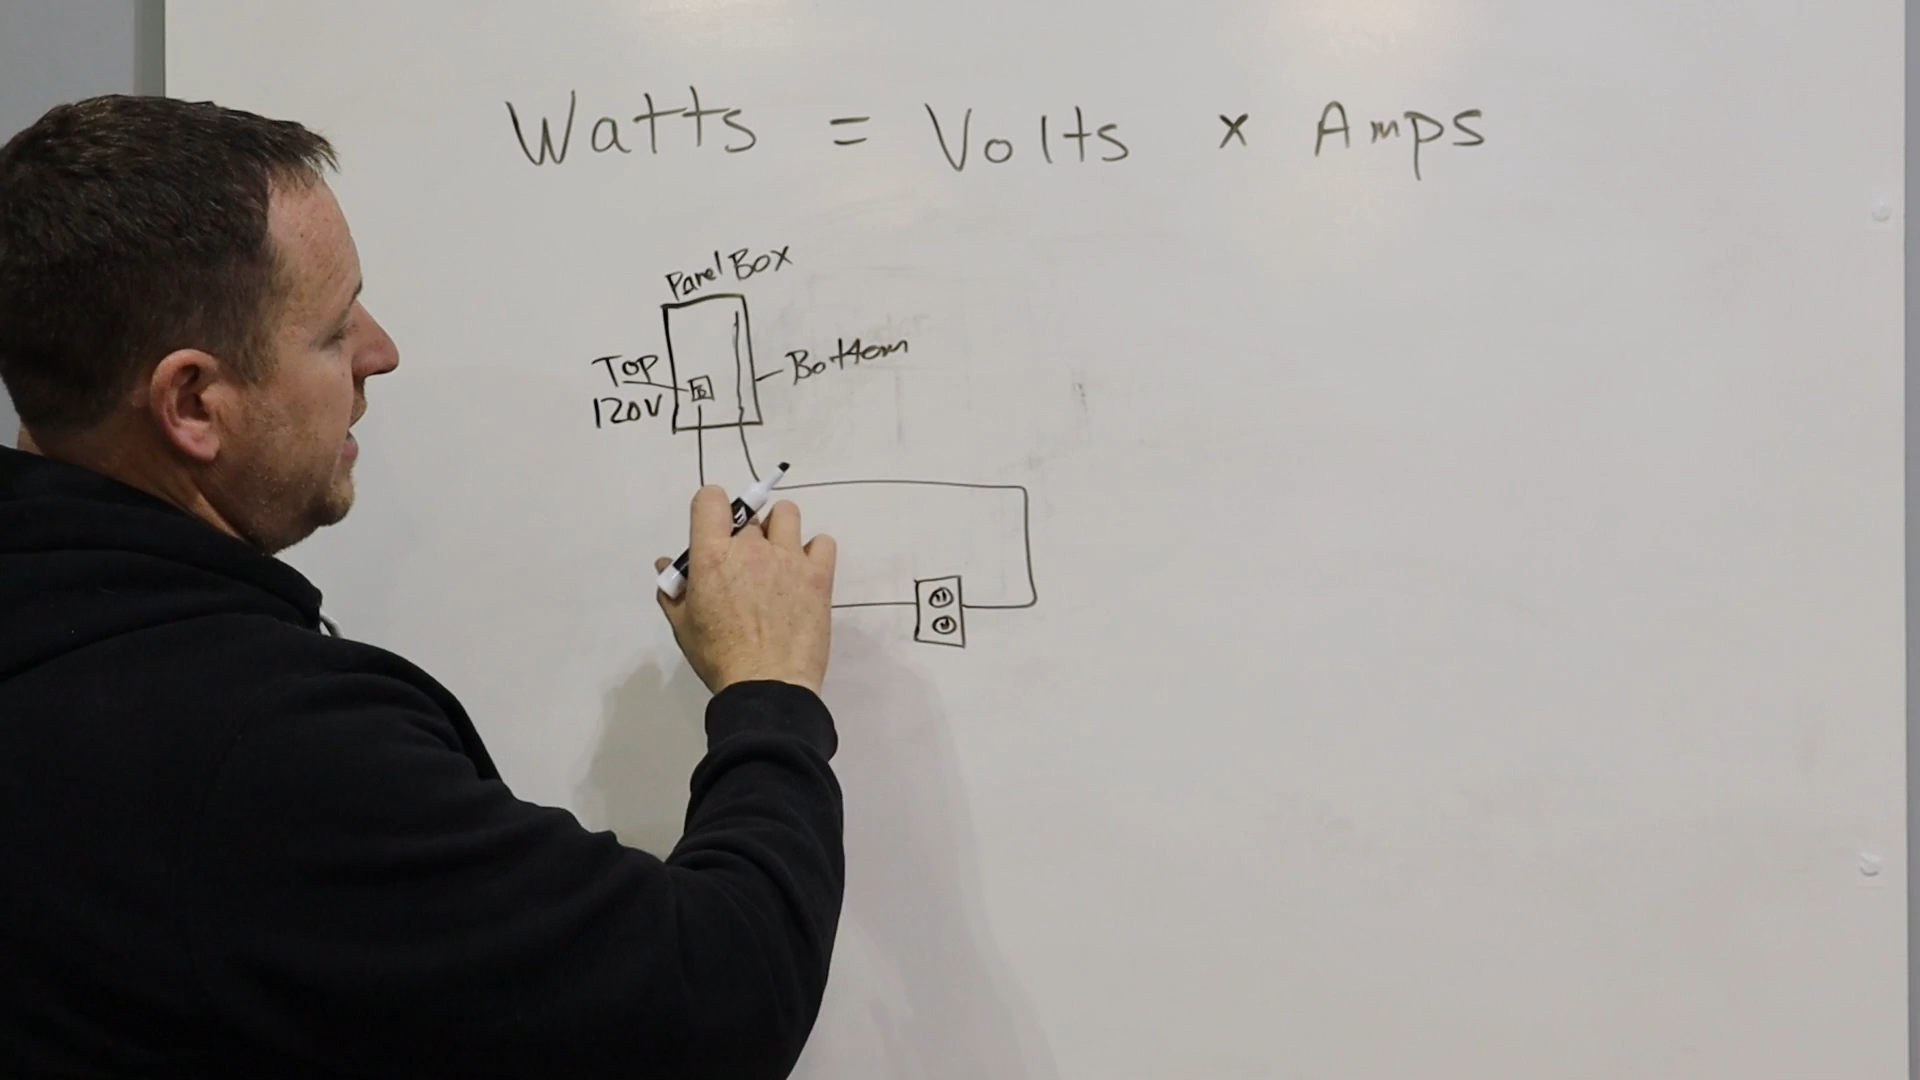 Watts = Volts x Amps
Panel Box
Top
120V
Bottom